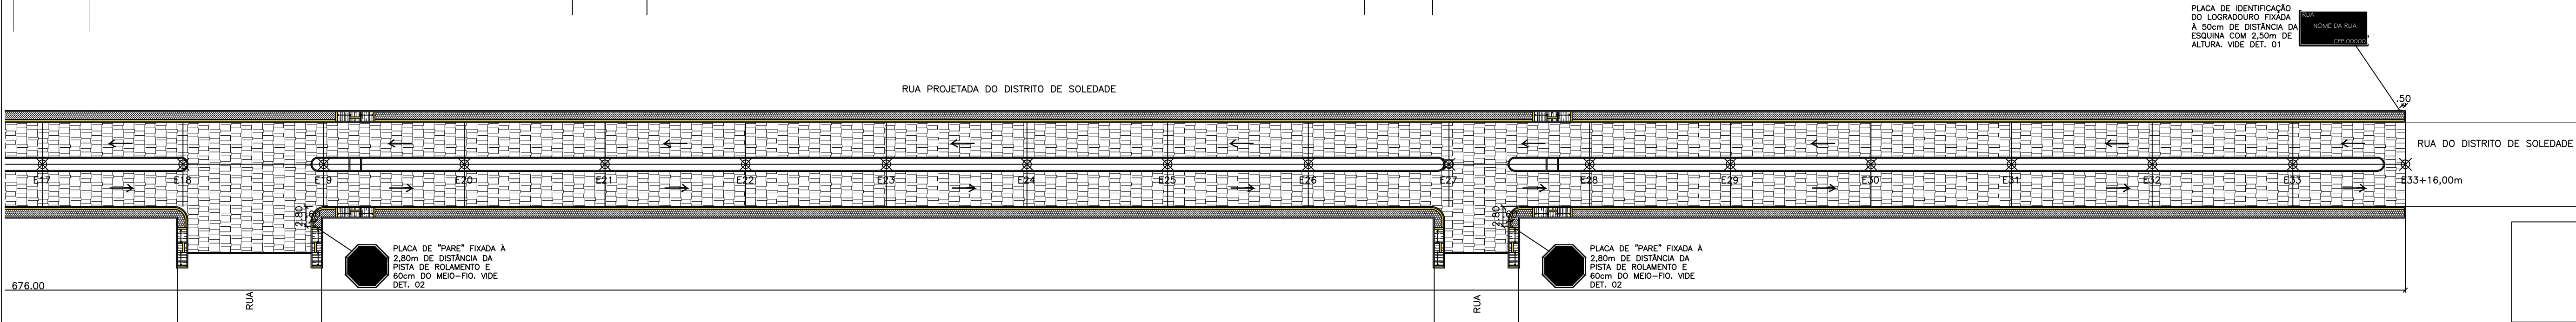 PLACA DE IDENTIFICAÇÃO
DO LOGRADOURO FIXADA
À 50cm DE DISTÂNCIA DA
ESQUINA COM 2,50m DE
ALTURA. VIDE DET. 01
RUA
NOME DA RUA
CEP-00000
RUA PROJETADA DO DISTRITO DE SOLEDADE
.50
RUA DO DISTRITO DE SOLEDADE
E17
E18
E19
E20
E21
E22
E23
E24
E25
E26
E27
E28
E29
E30
E31
E32
E33
E33+16,00m
2.80
2.80
PLACA DE "PARE" FIXADA À
2,80m DE DISTÂNCIA DA
PISTA DE ROLAMENTO E
60cm DO MEIO-FIO. VIDE
DET. 02
PLACA DE "PARE" FIXADA À
2,80m DE DISTÂNCIA DA
PISTA DE ROLAMENTO E
60cm DO MEIO-FIO. VIDE
DET. 02
676.00
RUA
RUA